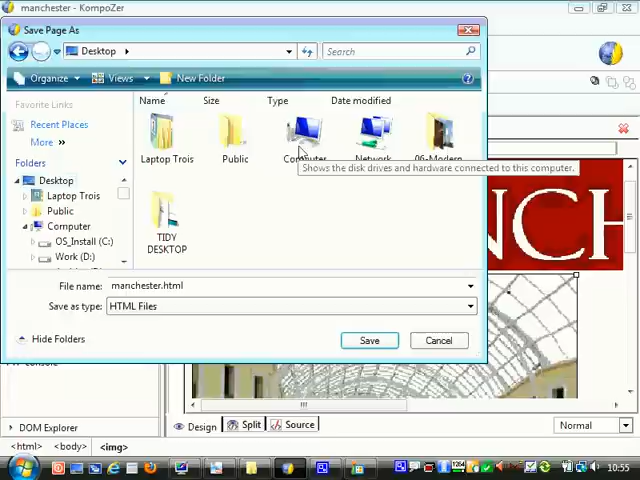 manchester - KompoZer
Save Page As
Desktop
Search
Organize Views New Folder
Favorite Links
Name Size Type Date modified
Recent Places
More »
Folders
Laptop Trois Public Computer Network 06-Modern
Shows the disk drives and hardware connected to this computer.
Desktop
Laptop Trois
Public
Computer
OS_Install (C:)
Work (D:)
TIDY
DESKTOP
NCH
File name: manchester.html
Save as type: HTML Files
Hide Folders
Save
Cancel
DOM Explorer
Design Split Source
Normal
<html> <body> <img>
10:55